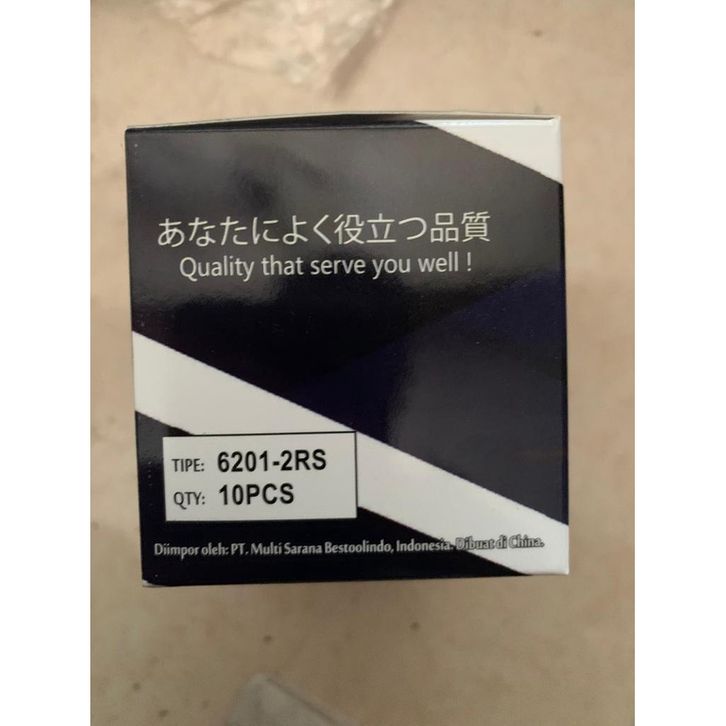 あなたによく役立つ品質
Quality that serve you well !
TIPE: 6201-2RS
QTY: 10PCS
Diimpor oleh: PT. Multi Sarana Bestoolindo, Indonesia. Dibuat di China.